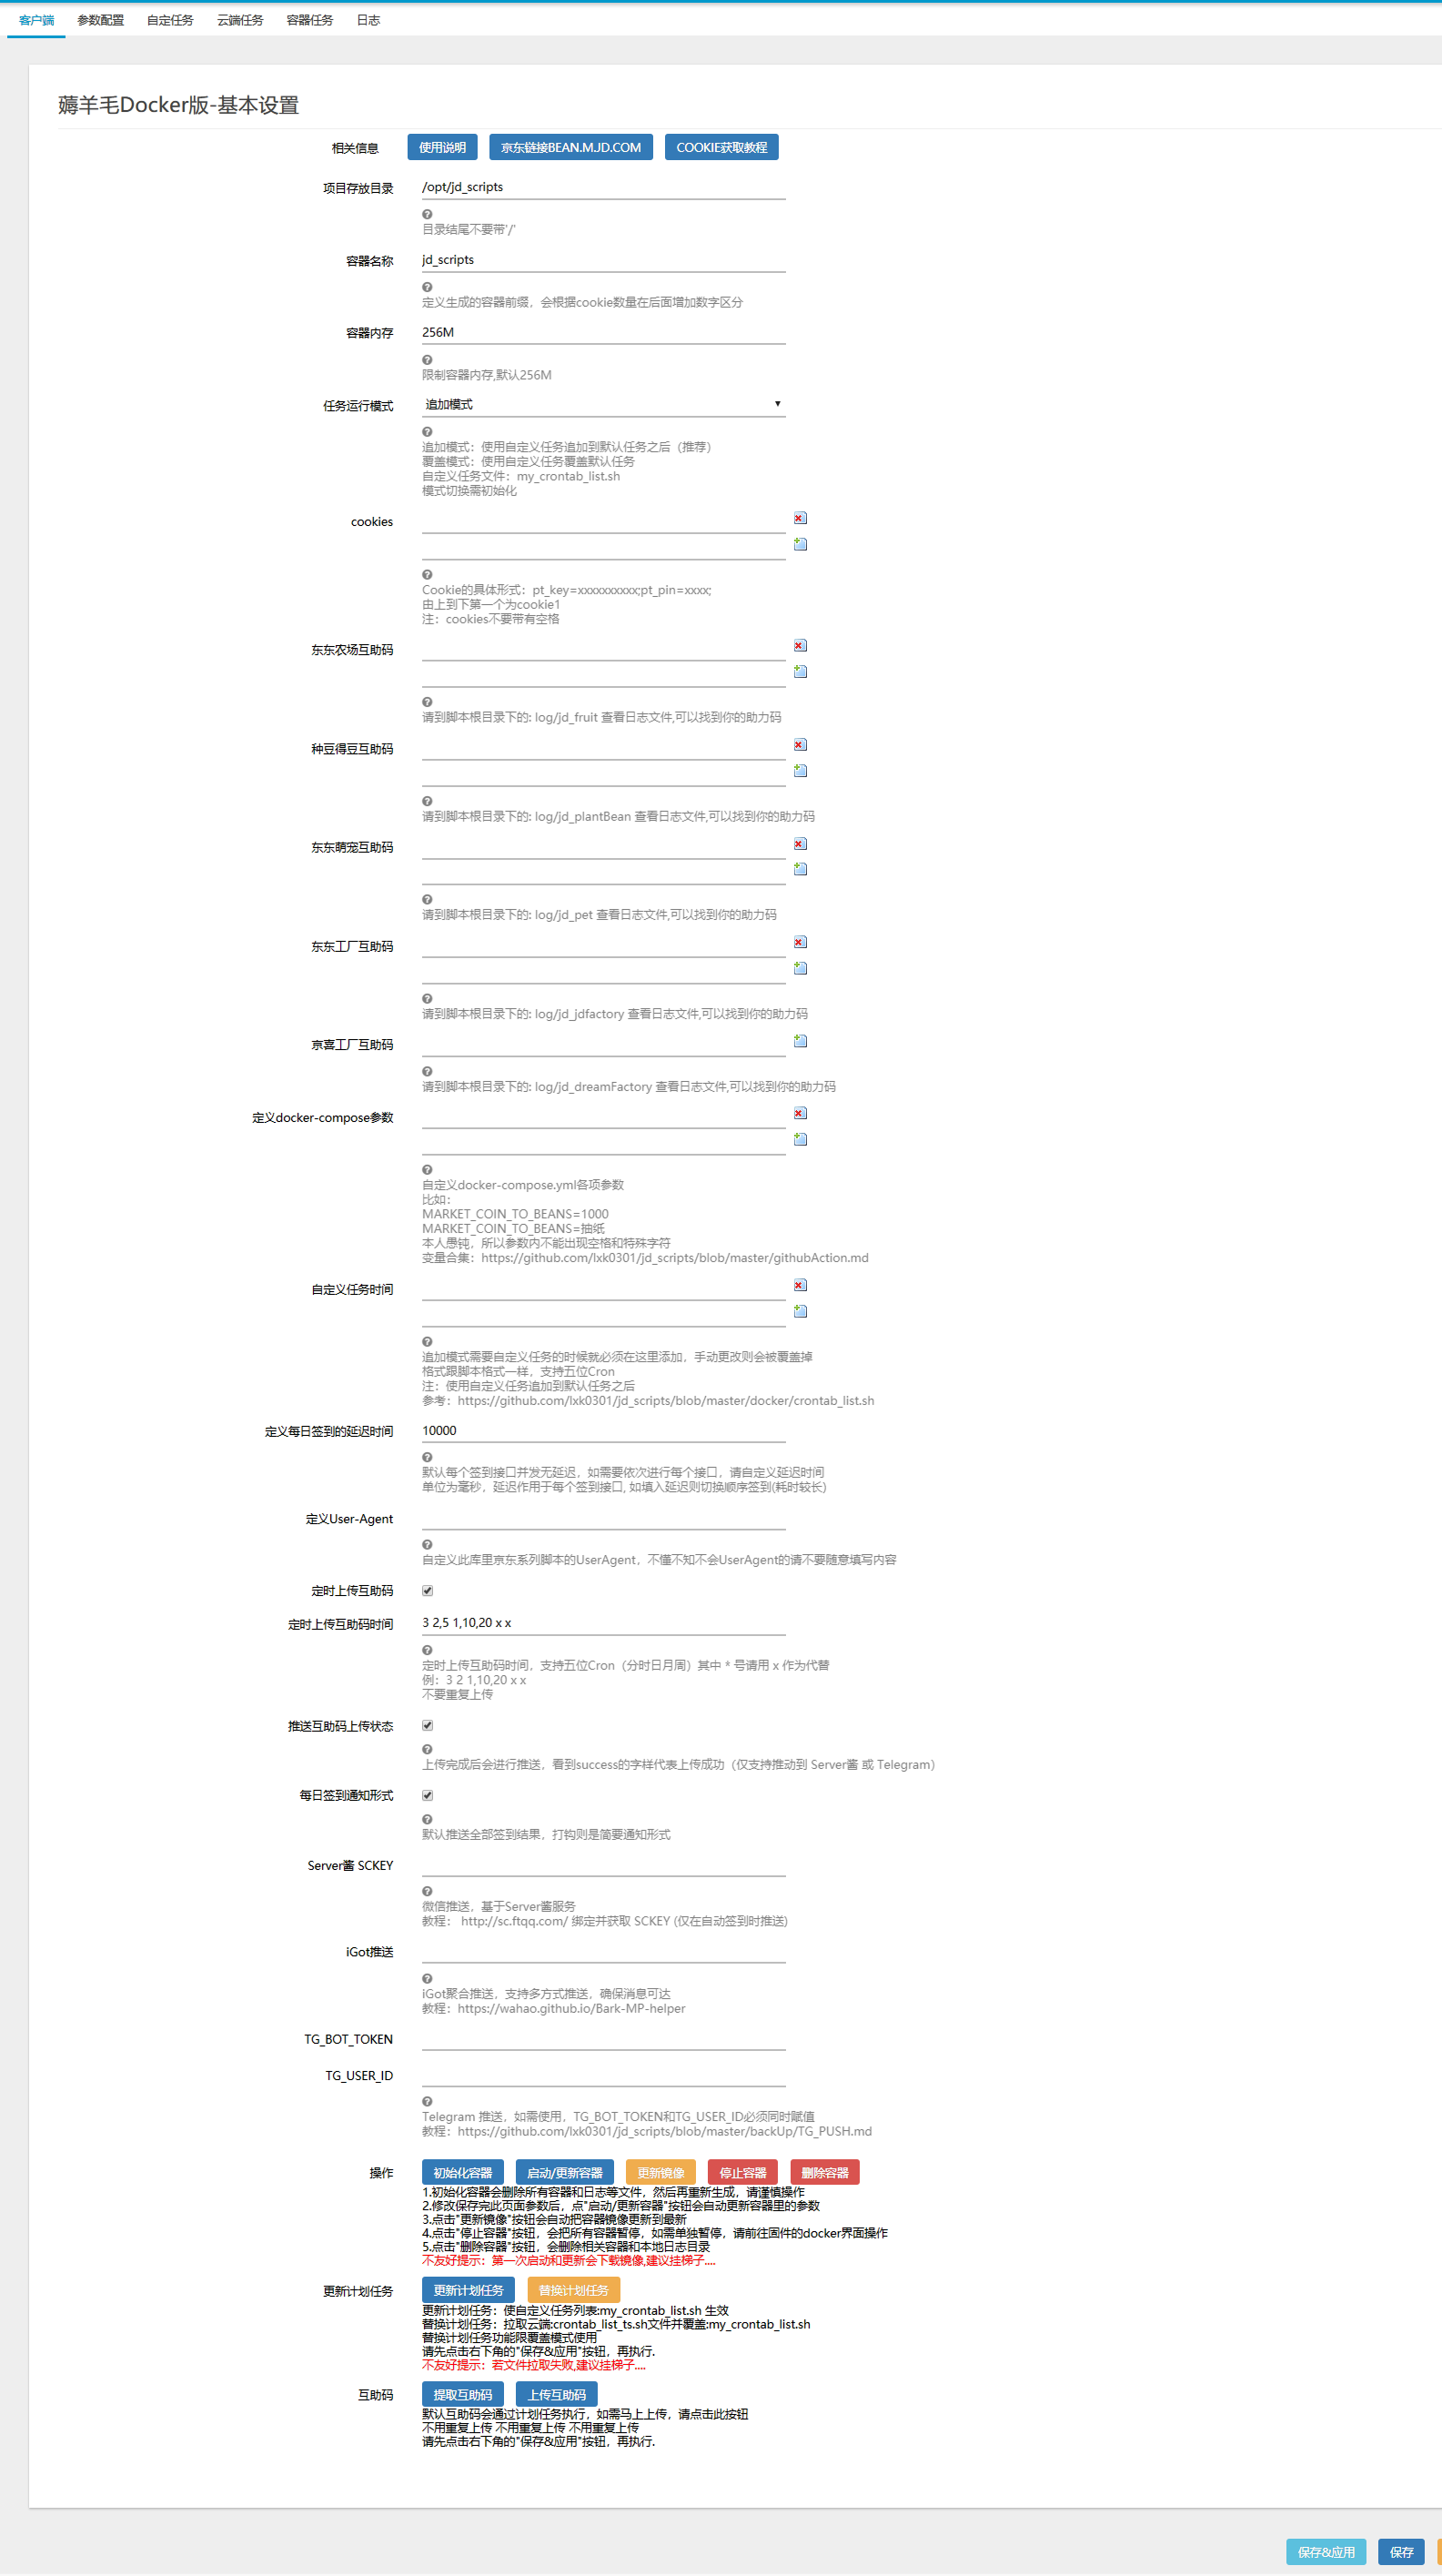 客户端 参数配置 自定任务 云端任务 容器任务 日志
薅羊毛Docker版-基本设置
相关信息 使用说明 京东链接BEAN.M.JD.COM COOKIE获取教程
项目存放目录 /opt/jd_scripts
目录结尾不要带'/'
容器名称 jd_scripts
定义生成的容器前缀，会根据cookie数量在后面增加数字区分
容器内存 256M
限制容器内存,默认256M
任务运行模式 追加模式
追加模式：使用自定义任务追加到默认任务之后（推荐）
覆盖模式：使用自定义任务覆盖默认任务
自定义任务文件：my_crontab_list.sh
模式切换需初始化
cookies
Cookie的具体形式：pt_key=xxxxxxxxxx;pt_pin=xxxx;
由上到下第一个为cookie1
注：cookies不要带有空格
东东农场互助码
请到脚本根目录下的: log/jd_fruit 查看日志文件,可以找到你的助力码
种豆得豆互助码
请到脚本根目录下的: log/jd_plantBean 查看日志文件,可以找到你的助力码
东东萌宠互助码
请到脚本根目录下的: log/jd_pet 查看日志文件,可以找到你的助力码
东东工厂互助码
请到脚本根目录下的: log/jd_jdfactory 查看日志文件,可以找到你的助力码
京喜工厂互助码
请到脚本根目录下的: log/jd_dreamFactory 查看日志文件,可以找到你的助力码
定义docker-compose参数
自定义docker-compose.yml各项参数
比如：
MARKET_COIN_TO_BEANS=1000
MARKET_COIN_TO_BEANS=抽纸
本人愚钝，所以参数内不能出现空格和特殊字符
变量合集：https://github.com/lxk0301/jd_scripts/blob/master/githubAction.md
自定义任务时间
追加模式需要自定义任务的时候就必须在这里添加，手动更改则会被覆盖掉
格式跟脚本格式一样，支持五位Cron
注：使用自定义任务追加到默认任务之后
参考：https://github.com/lxk0301/jd_scripts/blob/master/docker/crontab_list.sh
定义每日签到的延迟时间 10000
默认每个签到接口并发无延迟，如需要依次进行每个接口，请自定义延迟时间
单位为毫秒，延迟作用于每个签到接口, 如填入延迟则切换顺序签到(耗时较长)
定义User-Agent
自定义此库里京东系列脚本的UserAgent，不懂不知不会UserAgent的请不要随意填写内容
定时上传互助码
定时上传互助码时间 3 2,5 1,10,20 x x
定时上传互助码时间，支持五位Cron（分时日月周）其中 * 号请用 x 作为代替
例：3 2 1,10,20 x x
不要重复上传
推送互助码上传状态
上传完成后会进行推送，看到success的字样代表上传成功（仅支持推动到 Server酱 或 Telegram）
每日签到通知形式
默认推送全部签到结果，打钩则是简要通知形式
Server酱 SCKEY
微信推送，基于Server酱服务
教程： http://sc.ftqq.com/ 绑定并获取 SCKEY (仅在自动签到时推送)
iGot推送
iGot聚合推送，支持多方式推送，确保消息可达
教程：https://wahao.github.io/Bark-MP-helper
TG_BOT_TOKEN
TG_USER_ID
Telegram 推送，如需使用，TG_BOT_TOKEN和TG_USER_ID必须同时赋值
教程：https://github.com/lxk0301/jd_scripts/blob/master/backUp/TG_PUSH.md
操作 初始化容器 启动/更新容器 更新镜像 停止容器 删除容器
1.初始化容器会删除所有容器和日志等文件，然后再重新生成，请谨慎操作
2.修改保存完此页面参数后，点"启动/更新容器"按钮会自动更新容器里的参数
3.点击"更新镜像"按钮会自动把容器镜像更新到最新
4.点击"停止容器"按钮，会把所有容器暂停，如需单独暂停，请前往固件的docker界面操作
5.点击"删除容器"按钮，会删除相关容器和本地日志目录
不友好提示：第一次启动和更新会下载镜像,建议挂梯子....
更新计划任务 更新计划任务 替换计划任务
更新计划任务：使自定义任务列表:my_crontab_list.sh 生效
替换计划任务：拉取云端:crontab_list_ts.sh文件并覆盖:my_crontab_list.sh
替换计划任务功能限覆盖模式使用
请先点击右下角的"保存&应用"按钮，再执行.
不友好提示：若文件拉取失败,建议挂梯子....
互助码 提取互助码 上传互助码
默认互助码会通过计划任务执行，如需马上上传，请点击此按钮
不用重复上传 不用重复上传 不用重复上传
请先点击右下角的"保存&应用"按钮，再执行.
保存&应用 保存